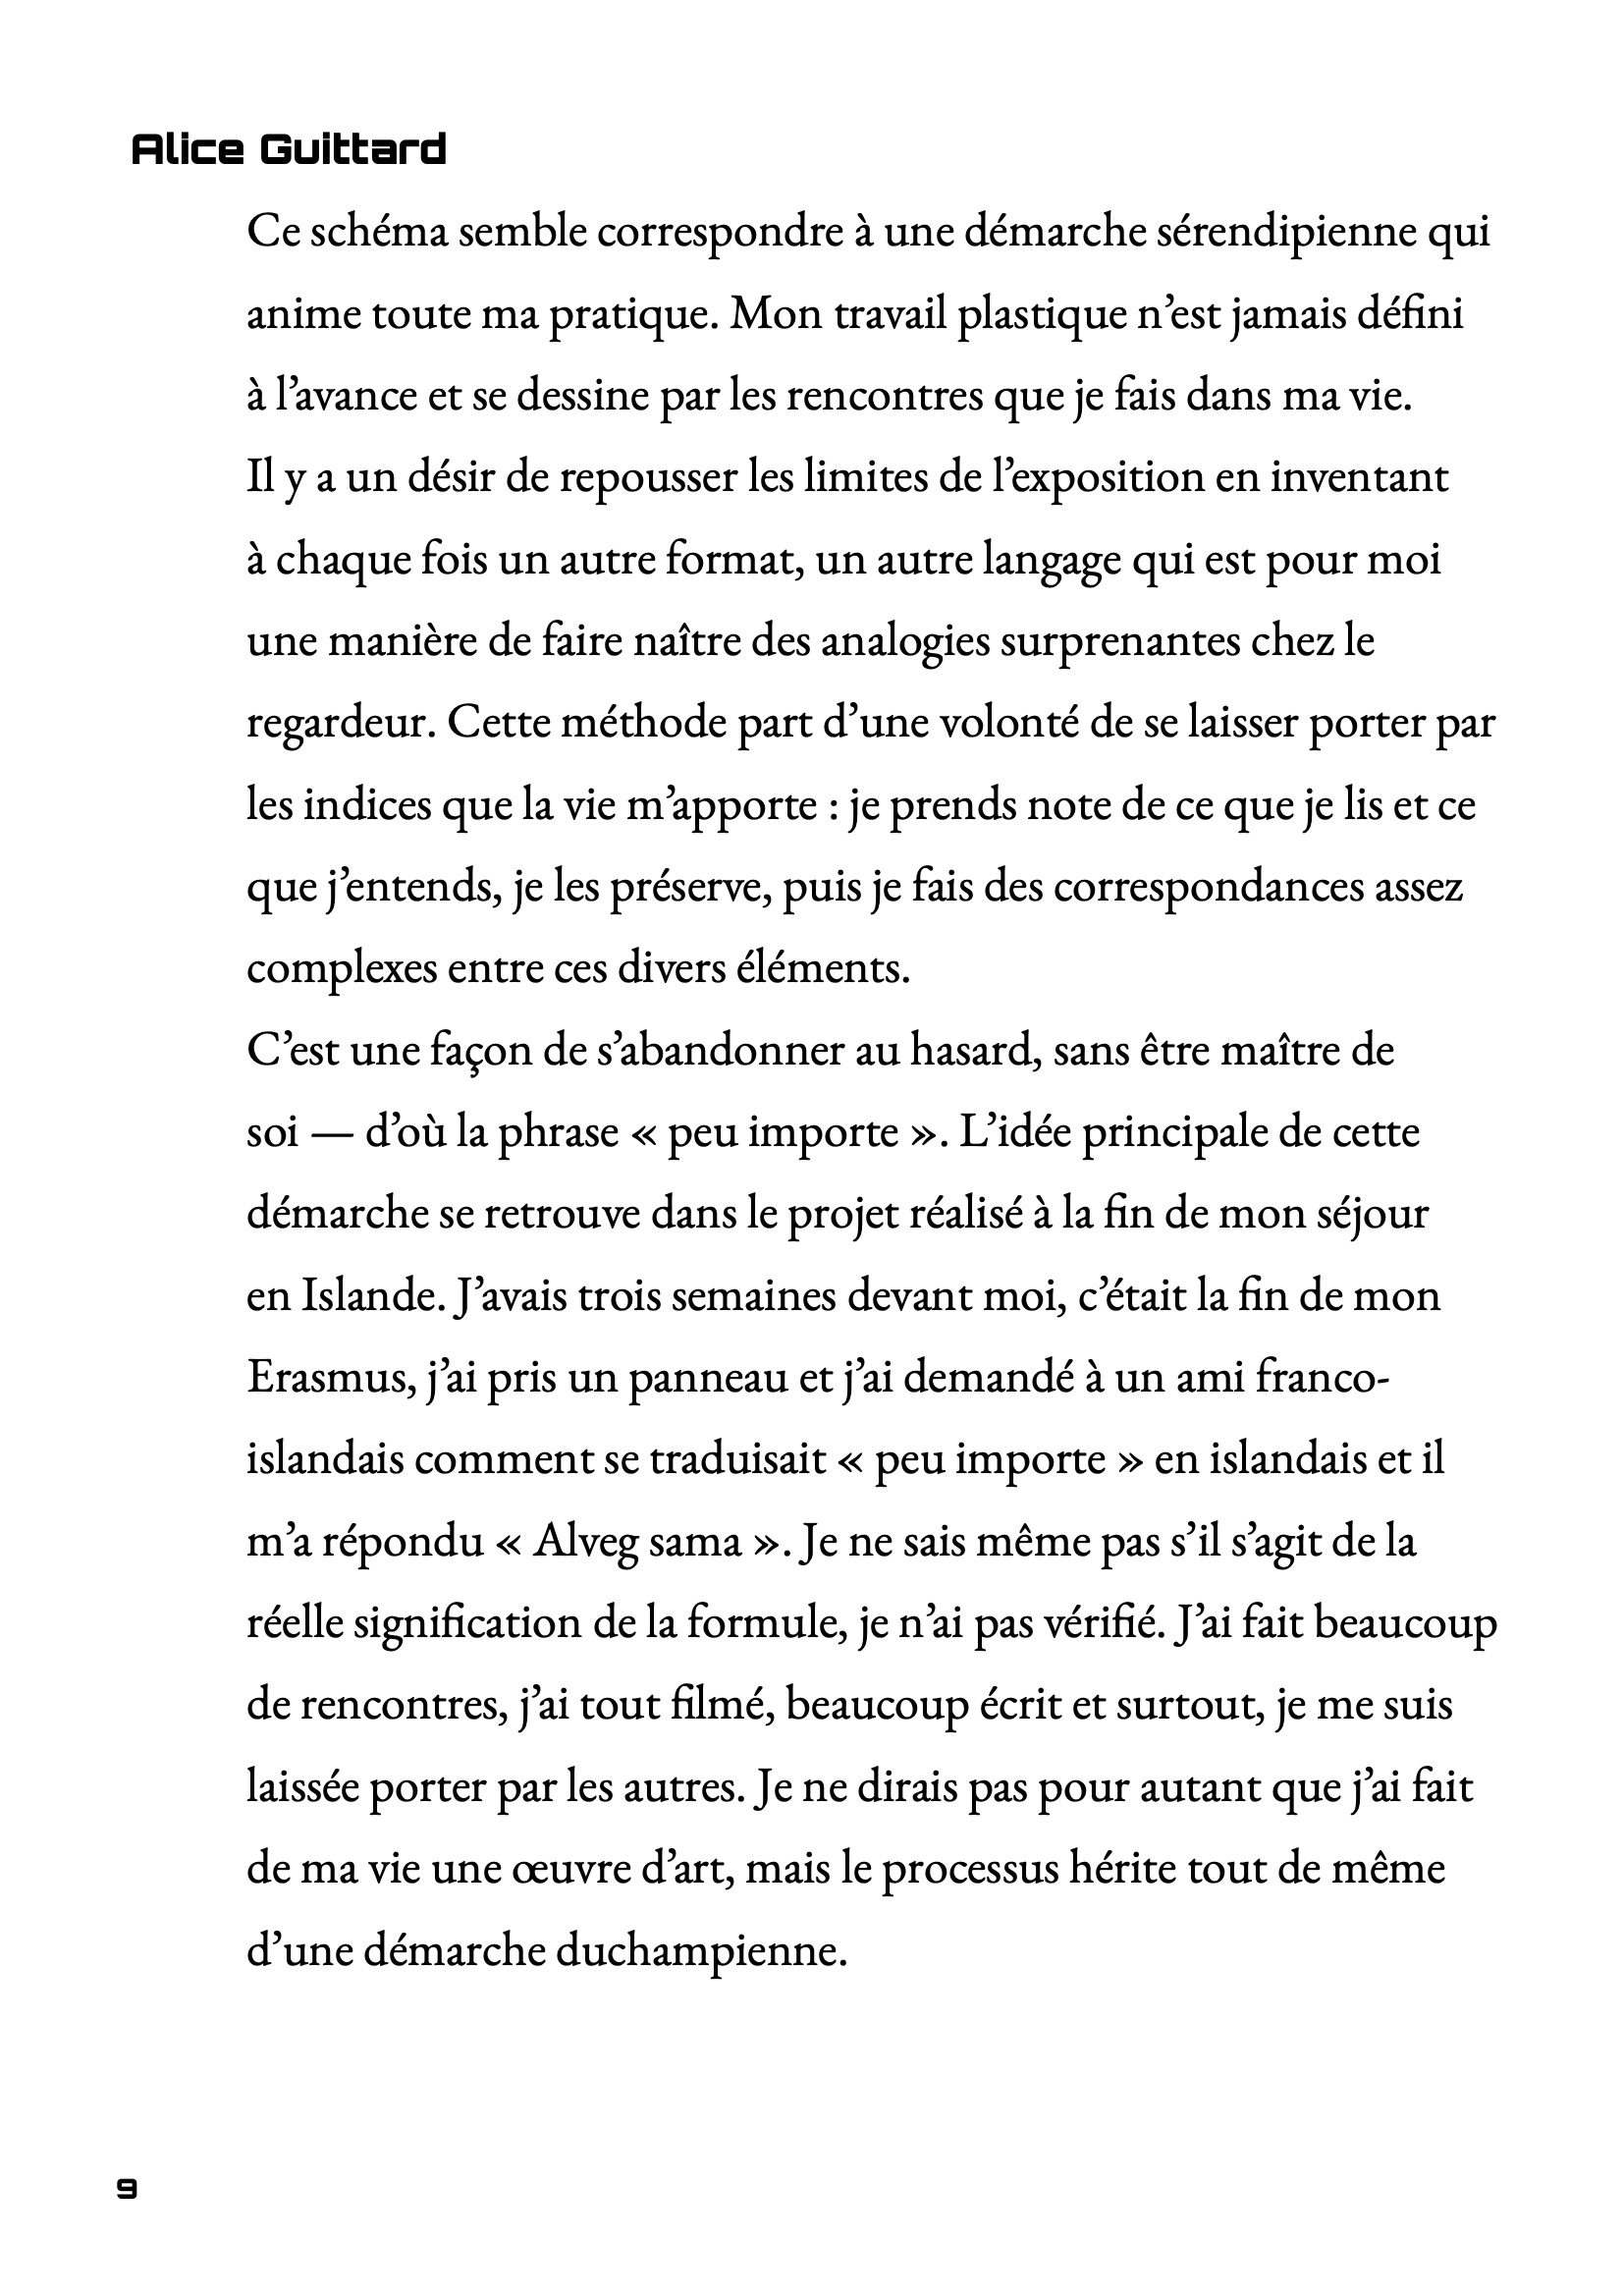 Alice Guittard
Ce schéma semble correspondre à une démarche sérendipienne qui
anime toute ma pratique. Mon travail plastique n’est jamais défini
à l’avance et se dessine par les rencontres que je fais dans ma vie.
Il y a un désir de repousser les limites de l’exposition en inventant
à chaque fois un autre format, un autre langage qui est pour moi
une manière de faire naître des analogies surprenantes chez le
regardeur. Cette méthode part d’une volonté de se laisser porter par
les indices que la vie m’apporte : je prends note de ce que je lis et ce
que j’entends, je les préserve, puis je fais des correspondances assez
complexes entre ces divers éléments.
C’est une façon de s’abandonner au hasard, sans être maître de
soi — d’où la phrase « peu importe ». L’idée principale de cette
démarche se retrouve dans le projet réalisé à la fin de mon séjour
en Islande. J’avais trois semaines devant moi, c’était la fin de mon
Erasmus, j’ai pris un panneau et j’ai demandé à un ami franco-
islandais comment se traduisait « peu importe » en islandais et il
m’a répondu « Alveg sama ». Je ne sais même pas s’il s’agit de la
réelle signification de la formule, je n’ai pas vérifié. J’ai fait beaucoup
de rencontres, j’ai tout filmé, beaucoup écrit et surtout, je me suis
laissée porter par les autres. Je ne dirais pas pour autant que j’ai fait
de ma vie une œuvre d’art, mais le processus hérite tout de même
d’une démarche duchampienne.
9